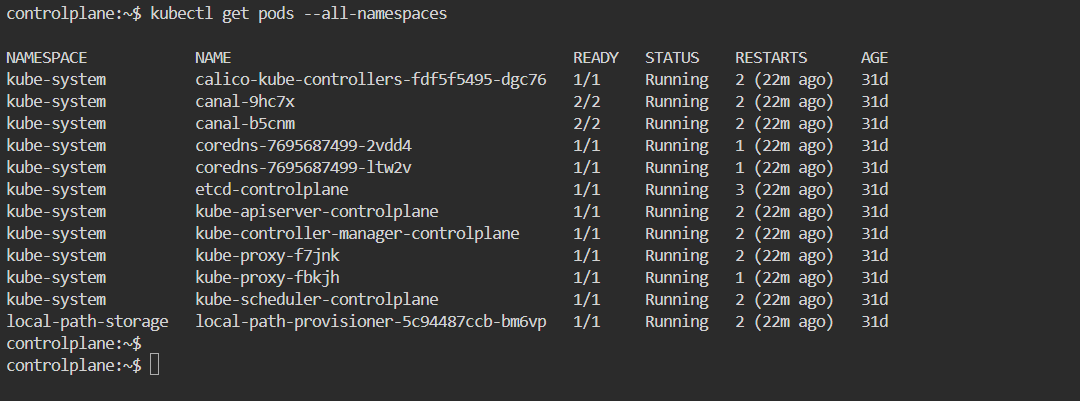 controlplane:~$ kubectl get pods --all-namespaces
NAMESPACE            NAME                                      READY   STATUS    RESTARTS      AGE
kube-system          calico-kube-controllers-fdf5f5495-dgc76   1/1     Running   2 (22m ago)   31d
kube-system          canal-9hc7x                               2/2     Running   2 (22m ago)   31d
kube-system          canal-b5cnm                               2/2     Running   2 (22m ago)   31d
kube-system          coredns-7695687499-2vdd4                  1/1     Running   1 (22m ago)   31d
kube-system          coredns-7695687499-ltw2v                  1/1     Running   1 (22m ago)   31d
kube-system          etcd-controlplane                         1/1     Running   3 (22m ago)   31d
kube-system          kube-apiserver-controlplane               1/1     Running   2 (22m ago)   31d
kube-system          kube-controller-manager-controlplane      1/1     Running   2 (22m ago)   31d
kube-system          kube-proxy-f7jnk                          1/1     Running   2 (22m ago)   31d
kube-system          kube-proxy-fbkjh                          1/1     Running   1 (22m ago)   31d
kube-system          kube-scheduler-controlplane               1/1     Running   2 (22m ago)   31d
local-path-storage   local-path-provisioner-5c94487ccb-bm6vp   1/1     Running   2 (22m ago)   31d
controlplane:~$
controlplane:~$